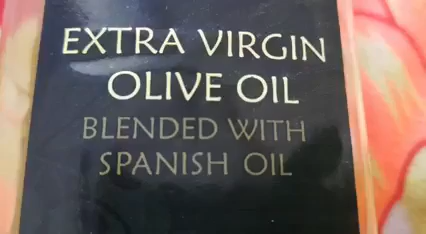 EXTRA VIRGIN
OLIVE OIL
BLENDED WITH
SPANISH OIL